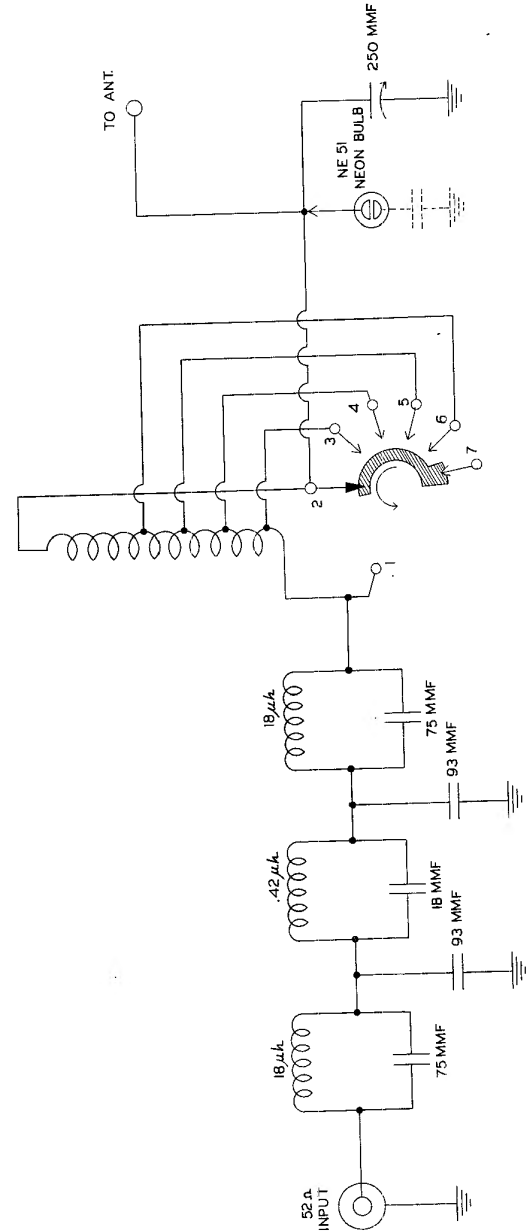 52Ω
INPUT
18µh
75 MMF
93 MMF
.42µh
18 MMF
93 MMF
18µh
75 MMF
1
2
3
4
5
6
7
TO ANT.
NE 51
NEON BULB
250 MMF